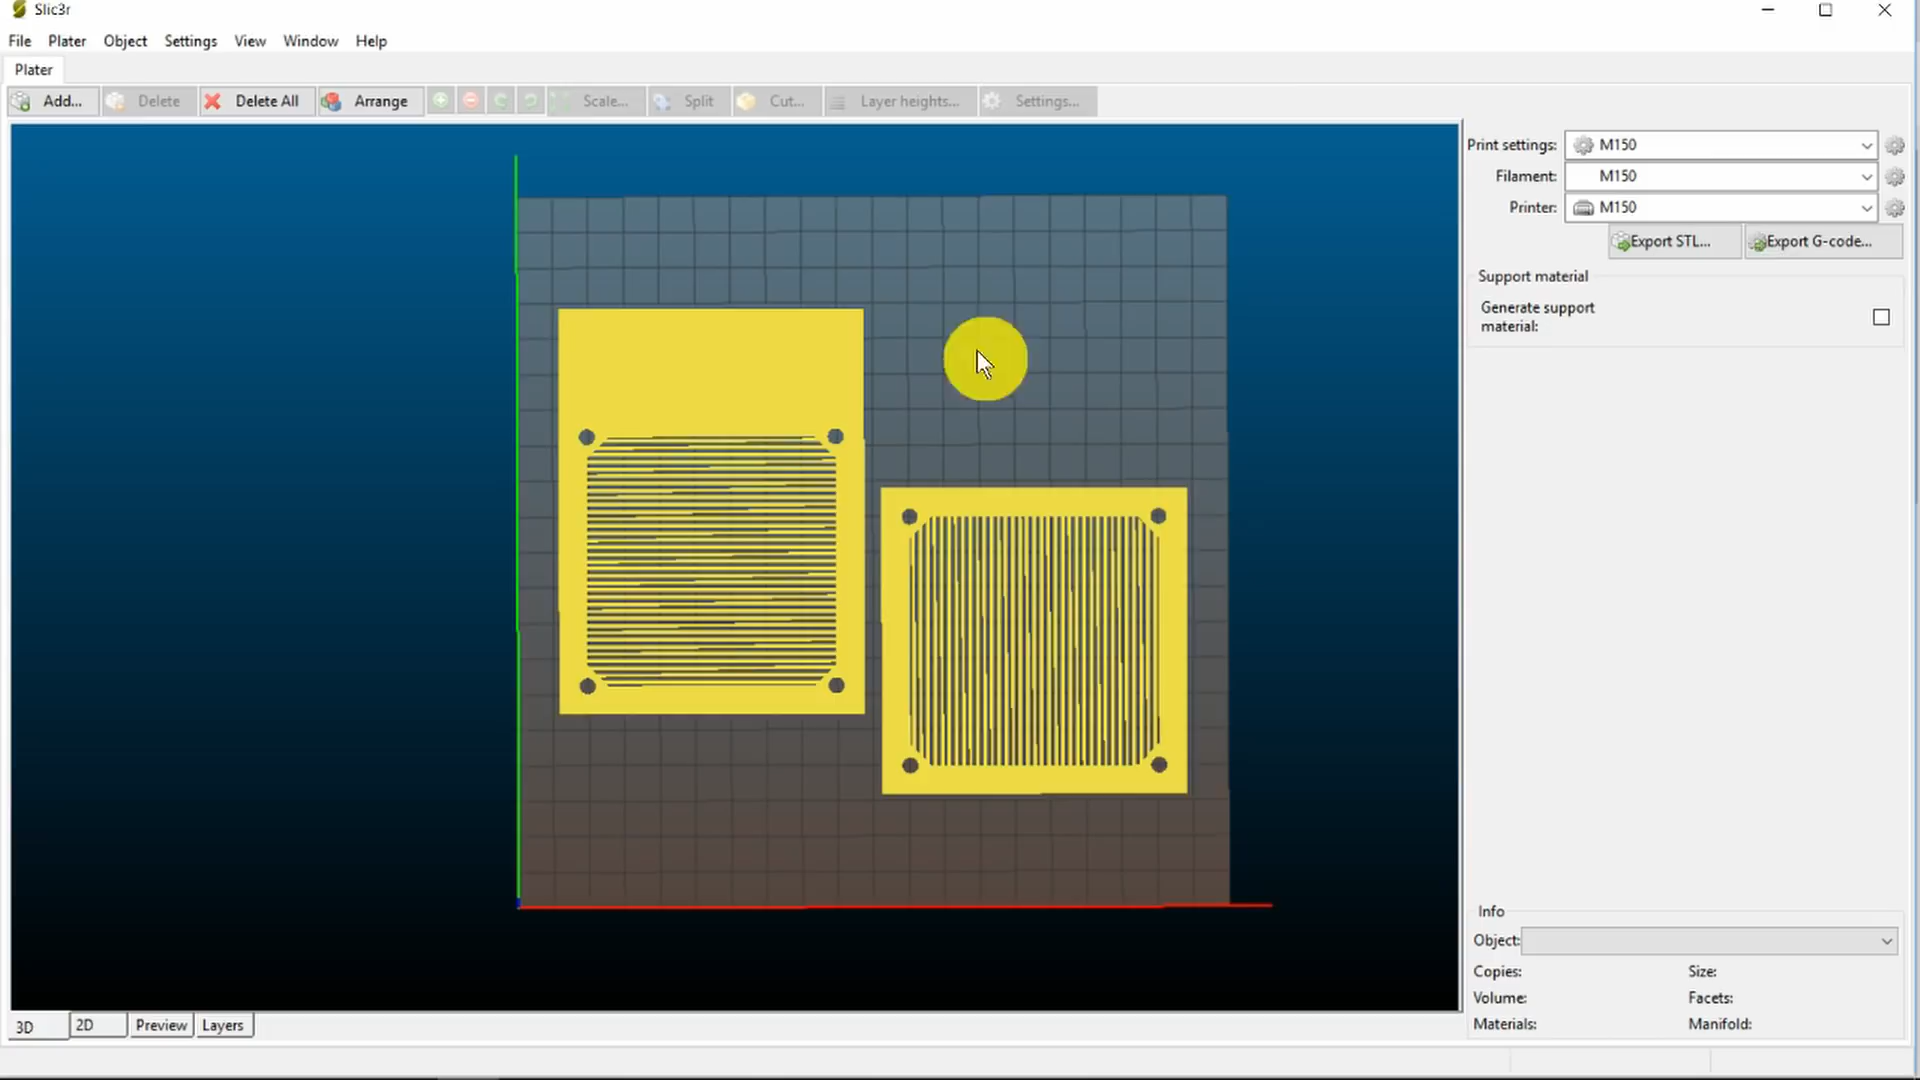 Slic3r
File Plater Object Settings View Window Help
Plater
Add... Delete Delete All Arrange Scale... Split Cut... Layer heights... Settings...
Print settings: M150
Filament: M150
Printer: M150
Export STL... Export G-code...
Support material
Generate support
material:
Info
Object:
Copies: Size:
Volume: Facets:
Materials: Manifold:
3D 2D Preview Layers